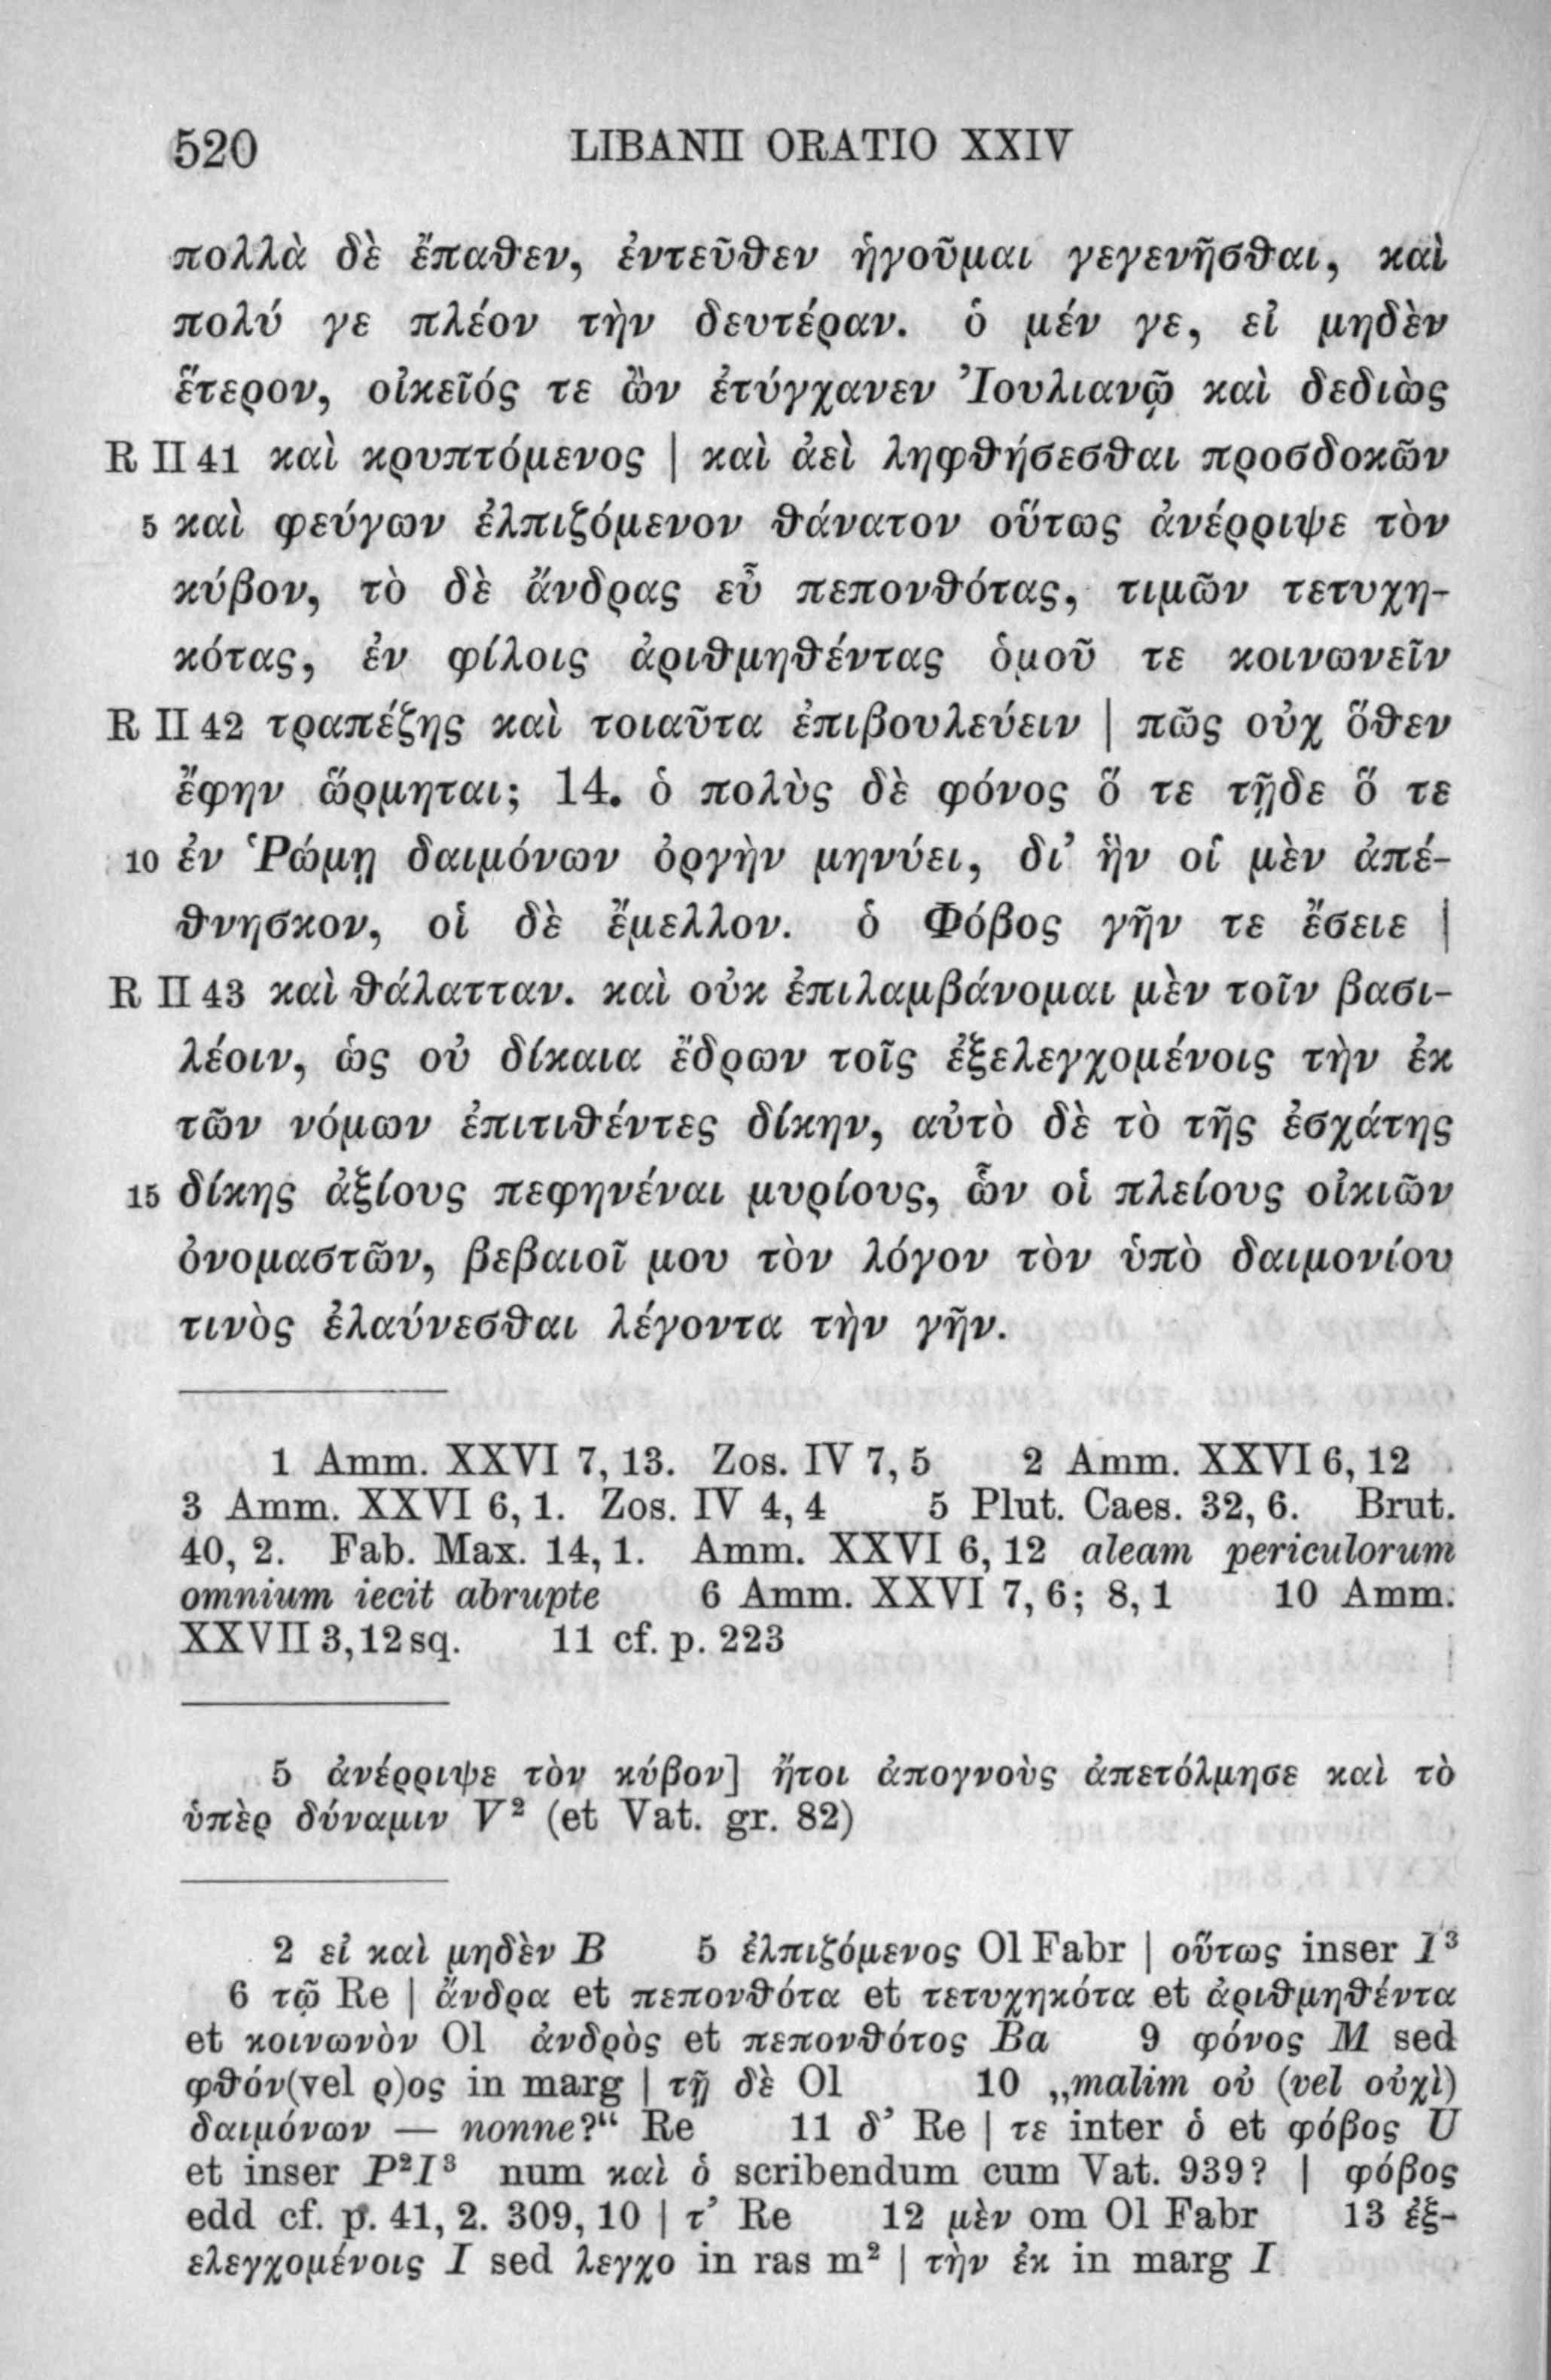 520 LIBANII ORATIO XXIV
πολλὰ δὲ ἔπαθεν, ἐντεῦθεν ἡγοῦμαι γεγενῆσθαι, καὶ
πολύ γε πλέον τὴν δευτέραν. ὁ μέν γε, εἰ μηδὲν
ἕτερον, οἰκεῖός τε ὢν ἐτύγχανεν Ἰουλιανῷ καὶ δεδιὼς
R II 41 καὶ κρυπτόμενος | καὶ ἀεὶ ληφθήσεσθαι προσδοκῶν
5 καὶ φεύγων ἐλπιζόμενον θάνατον οὕτως ἀνέρριψε τὸν
κύβον, τὸ δὲ ἄνδρας εὖ πεπονθότας, τιμῶν τετυχη-
κότας, ἐν φίλοις ἀριθμηθέντας ὁμοῦ τε κοινωνεῖν
R II 42 τραπέζης καὶ τοιαῦτα ἐπιβουλεύειν | πῶς οὐχ ὅθεν
ἔφην ὥρμηται; 14. ὁ πολὺς δὲ φόνος ὅ τε τῇδε ὅ τε
10 ἐν Ῥώμῃ δαιμόνων ὀργὴν μηνύει, δι’ ἣν οἱ μὲν ἀπέ-
θνησκον, οἱ δὲ ἔμελλον. ὁ Φόβος γῆν τε ἔσειε |
R II 43 καὶ θάλατταν. καὶ οὐκ ἐπιλαμβάνομαι μὲν τοῖν βασι-
λέοιν, ὡς οὐ δίκαια ἔδρων τοῖς ἐξελεγχομένοις τὴν ἐκ
τῶν νόμων ἐπιτιθέντες δίκην, αὐτὸ δὲ τὸ τῆς ἐσχάτης
15 δίκης ἀξίους πεφηνέναι μυρίους, ὧν οἱ πλείους οἰκιῶν
ὀνομαστῶν, βεβαιοῖ μου τὸν λόγον τὸν ὑπὸ δαιμονίου
τινὸς ἐλαύνεσθαι λέγοντα τὴν γῆν.
1 Amm. XXVI 7, 13. Zos. IV 7, 5 2 Amm. XXVI 6, 12
3 Amm. XXVI 6, 1. Zos. IV 4, 4 5 Plut. Caes. 32, 6. Brut.
40, 2. Fab. Max. 14, 1. Amm. XXVI 6, 12 aleam periculorum
omnium iecit abrupte 6 Amm. XXVI 7, 6; 8, 1 10 Amm.
XXVII 3, 12 sq. 11 cf. p. 223
5 ἀνέρριψε τὸν κύβον] ἤτοι ἀπογνοὺς ἀπετόλμησε καὶ τὸ
ὑπὲρ δύναμιν V² (et Vat. gr. 82)
2 εἰ καὶ μηδὲν B 5 ἐλπιζόμενος Ol Fabr | οὕτως inser I³
6 τῷ Re | ἄνδρα et πεπονθότα et τετυχηκότα et ἀριθμηθέντα
et κοινωνὸν Ol ἀνδρὸς et πεπονθότος Ba 9 φόνος M sed
φθόν(vel ρ)ος in marg | τῇ δὲ Ol 10 „malim οὐ (vel οὐχὶ)
δαιμόνων — nonne?“ Re 11 δ’ Re | τε inter ὁ et φόβος U
et inser P²I³ num καὶ ὁ scribendum cum Vat. 939? | φόβος
edd cf. p. 41, 2. 309, 10 | τ’ Re 12 μὲν om Ol Fabr 13 ἐξ-
ελεγχομένοις I sed λεγχο in ras m² | τὴν ἐκ in marg I